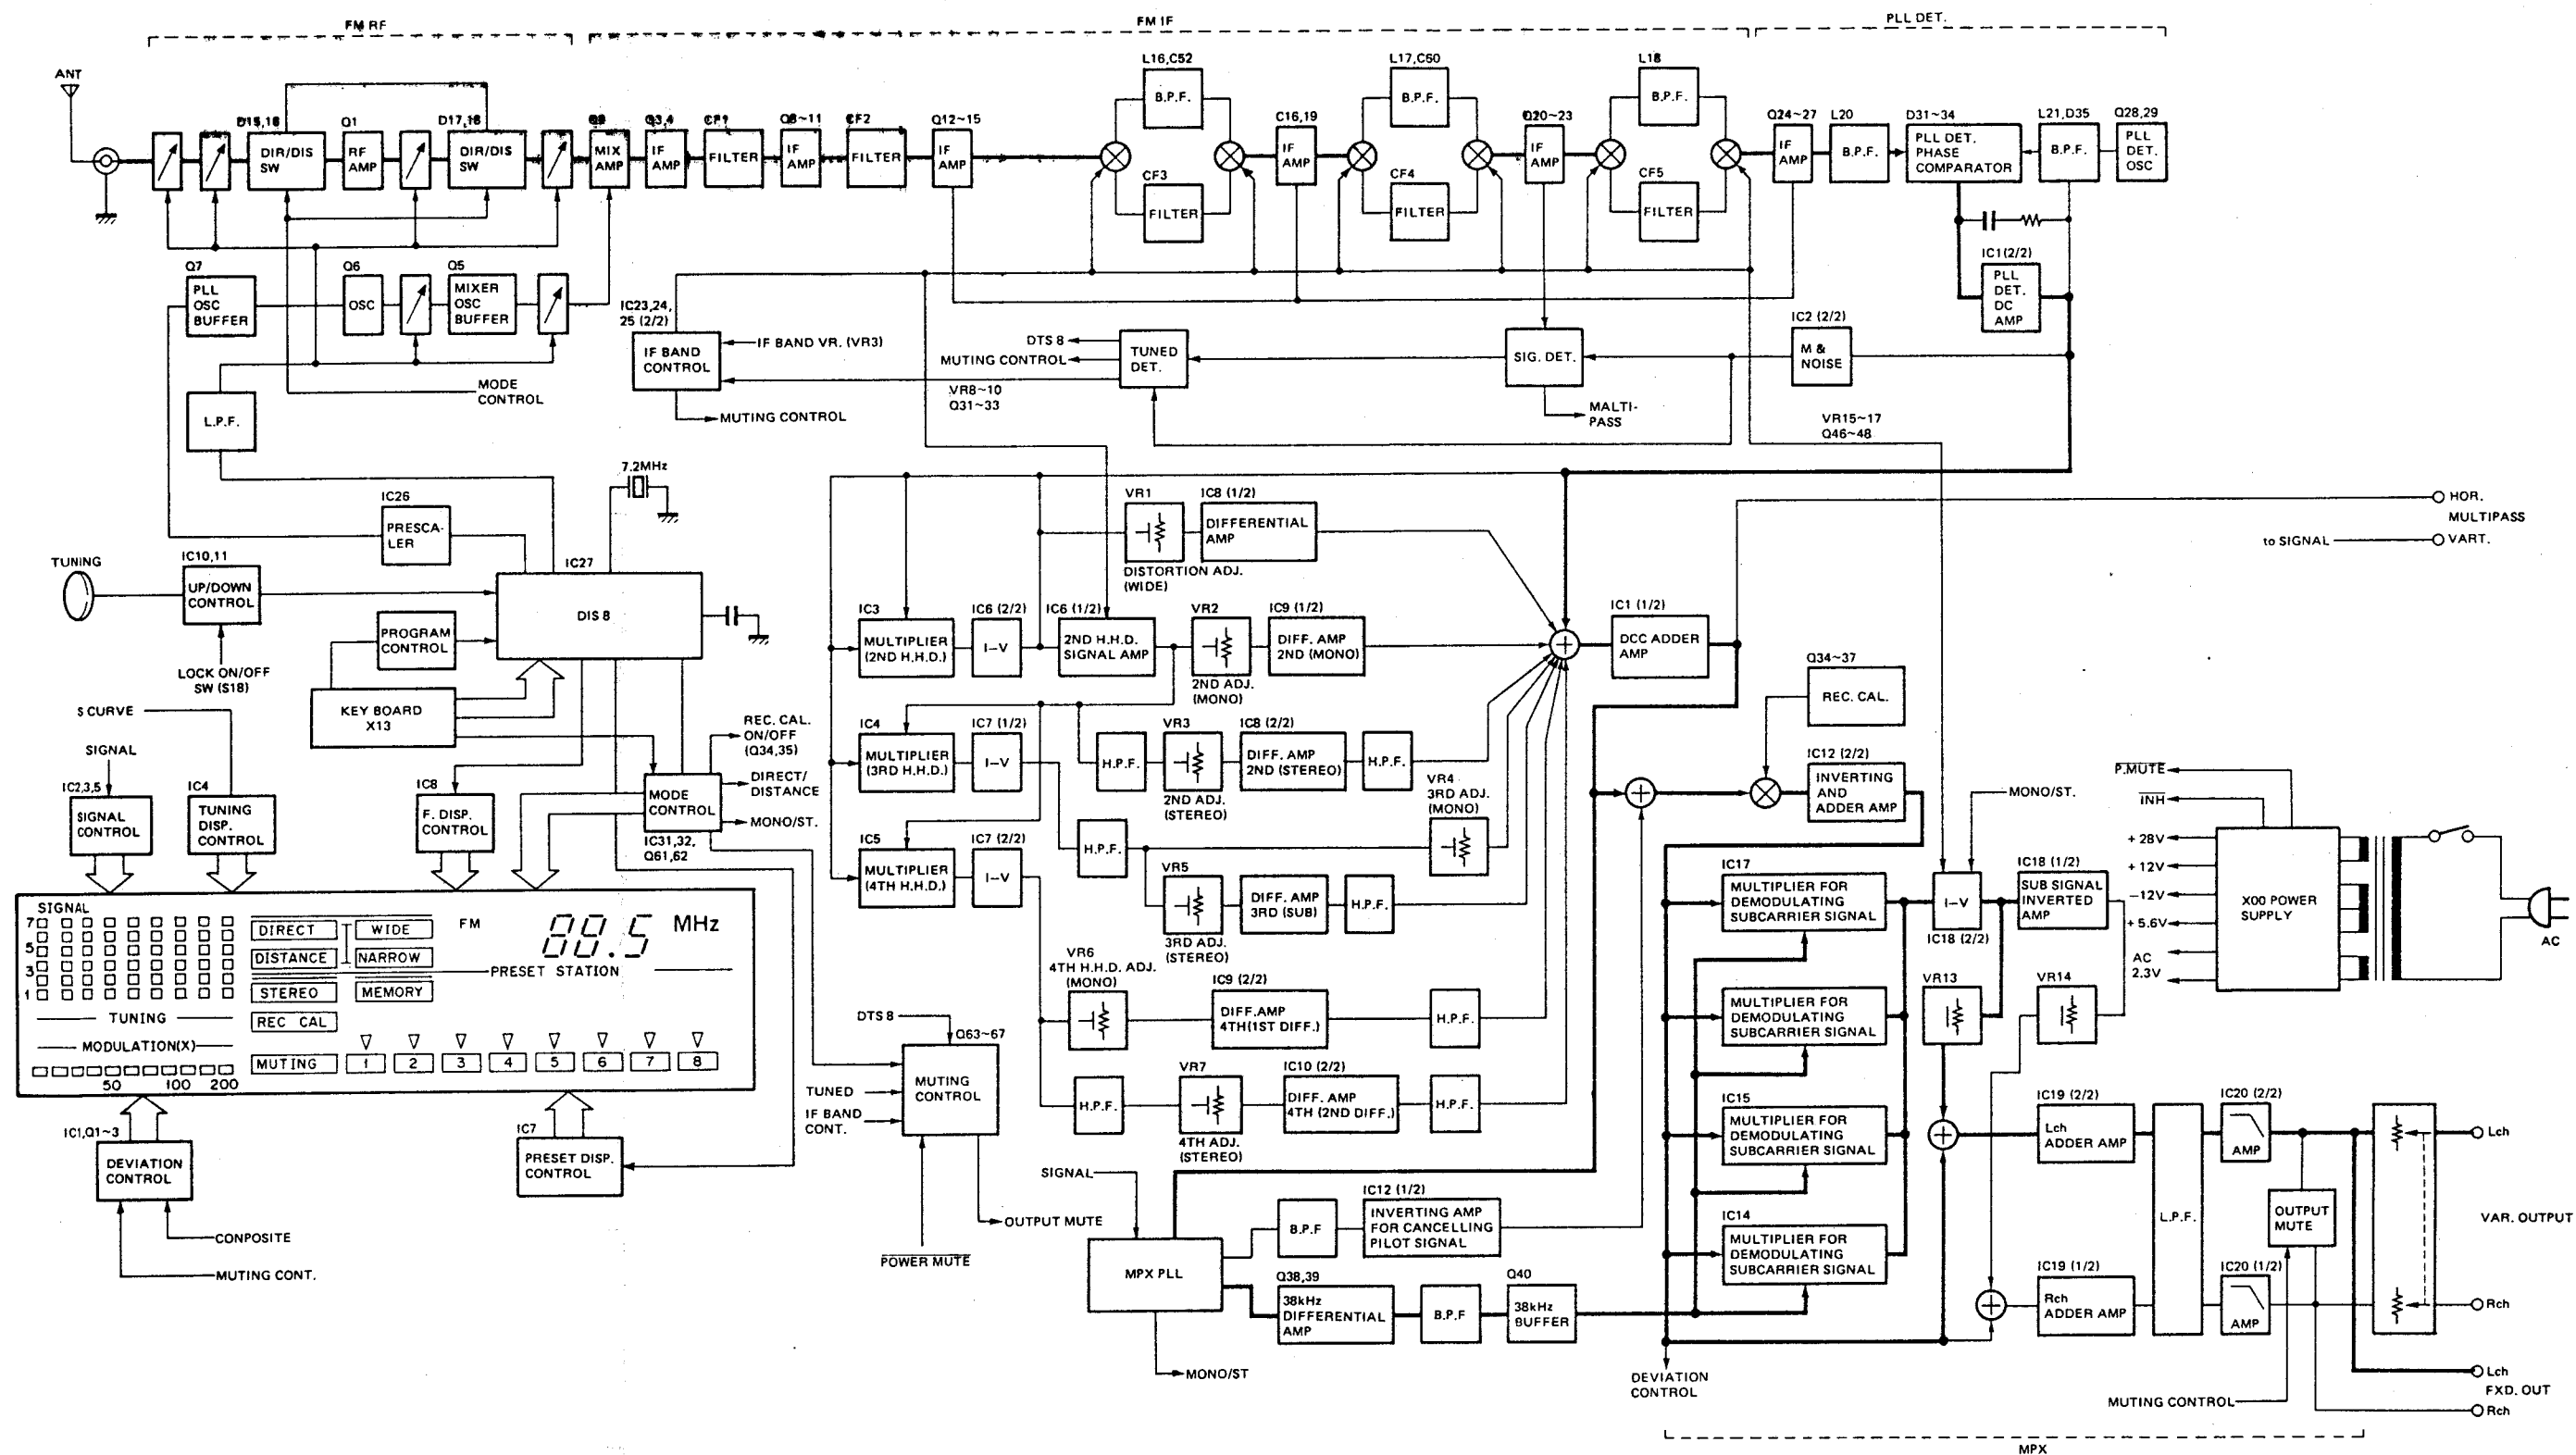 FM RF
FM IF
PLL DET.
ANT
D15,16
Q1
D17,18
Q3,4
CF1
Q8~11
CF2
Q12~15
L16,C52
C16,19
L17,C60
Q20~23
L18
Q24~27
L20
D31~34
L21,D35
Q28,29
DIR/DIS
SW
RF
AMP
DIR/DIS
SW
MIX
AMP
IF
AMP
FILTER
IF
AMP
FILTER
IF
AMP
B.P.F.
CF3
FILTER
IF
AMP
B.P.F.
CF4
FILTER
IF
AMP
B.P.F.
CF5
FILTER
IF
AMP
B.P.F.
PLL DET.
PHASE
COMPARATOR
B.P.F.
PLL
DET.
OSC
IC1(2/2)
PLL
DET.
DC
AMP
Q7
PLL
OSC
BUFFER
Q6
OSC
Q5
MIXER
OSC
BUFFER
L.P.F.
MODE
CONTROL
IC23,24,
25 (2/2)
IF BAND
CONTROL
IF BAND VR. (VR3)
MUTING CONTROL
DTS 8
MUTING CONTROL
TUNED
DET.
VR8~10
Q31~33
SIG. DET.
MALTI-
PASS
IC2 (2/2)
M &
NOISE
VR15~17
Q46~48
7.2MHz
IC26
PRESCA-
LER
TUNING
IC10,11
UP/DOWN
CONTROL
LOCK ON/OFF
SW (S18)
IC27
DIS 8
PROGRAM
CONTROL
KEY BOARD
X13
S CURVE
SIGNAL
IC2,3,5
SIGNAL
CONTROL
IC4
TUNING
DISP.
CONTROL
IC8
F. DISP.
CONTROL
MODE
CONTROL
IC31,32,
Q61,62
REC. CAL.
ON/OFF
(Q34,35)
DIRECT/
DISTANCE
MONO/ST.
VR1
DISTORTION ADJ.
(WIDE)
IC8 (1/2)
DIFFERENTIAL
AMP
IC3
MULTIPLIER
(2ND H.H.D.)
IC6 (2/2)
I-V
IC6 (1/2)
2ND H.H.D.
SIGNAL AMP
VR2
2ND ADJ.
(MONO)
IC9 (1/2)
DIFF. AMP
2ND (MONO)
IC1 (1/2)
DCC ADDER
AMP
HOR.
MULTIPASS
to SIGNAL
VART.
IC4
MULTIPLIER
(3RD H.H.D.)
IC7 (1/2)
I-V
H.P.F.
VR3
2ND ADJ.
(STEREO)
IC8 (2/2)
DIFF. AMP
2ND (STEREO)
H.P.F.
VR4
3RD ADJ.
(MONO)
IC5
MULTIPLIER
(4TH H.H.D.)
IC7 (2/2)
I-V
H.P.F.
VR5
3RD ADJ.
(STEREO)
DIFF. AMP
3RD (SUB)
H.P.F.
VR6
4TH H.H.D. ADJ.
(MONO)
IC9 (2/2)
DIFF.AMP
4TH(1ST DIFF.)
H.P.F.
H.P.F.
VR7
4TH ADJ.
(STEREO)
IC10 (2/2)
DIFF. AMP
4TH (2ND DIFF.)
H.P.F.
Q34~37
REC. CAL.
IC12 (2/2)
INVERTING
AND
ADDER AMP
MONO/ST.
P.MUTE
INH
+ 28V
+ 12V
−12V
+ 5.6V
AC
2.3V
X00 POWER
SUPPLY
AC
SIGNAL
7
5
3
1
TUNING
MODULATION(X)
50
100
200
DIRECT
DISTANCE
STEREO
REC CAL
MUTING
WIDE
NARROW
MEMORY
FM
88.5
MHz
PRESET STATION
1
2
3
4
5
6
7
8
IC1,Q1~3
DEVIATION
CONTROL
CONPOSITE
MUTING CONT.
IC7
PRESET DISP.
CONTROL
DTS 8
Q63~67
MUTING
CONTROL
TUNED
IF BAND
CONT.
POWER MUTE
OUTPUT MUTE
SIGNAL
MPX PLL
MONO/ST
B.P.F
IC12 (1/2)
INVERTING AMP
FOR CANCELLING
PILOT SIGNAL
Q38,39
38kHz
DIFFERENTIAL
AMP
B.P.F
Q40
38kHz
BUFFER
IC17
MULTIPLIER FOR
DEMODULATING
SUBCARRIER SIGNAL
MULTIPLIER FOR
DEMODULATING
SUBCARRIER SIGNAL
IC15
MULTIPLIER FOR
DEMODULATING
SUBCARRIER SIGNAL
IC14
MULTIPLIER FOR
DEMODULATING
SUBCARRIER SIGNAL
DEVIATION
CONTROL
I-V
IC18 (2/2)
IC18 (1/2)
SUB SIGNAL
INVERTED
AMP
VR13
VR14
IC19 (2/2)
Lch
ADDER AMP
IC19 (1/2)
Rch
ADDER AMP
L.P.F.
IC20 (2/2)
AMP
IC20 (1/2)
AMP
OUTPUT
MUTE
MUTING CONTROL
Lch
VAR. OUTPUT
Rch
Lch
FXD. OUT
Rch
MPX